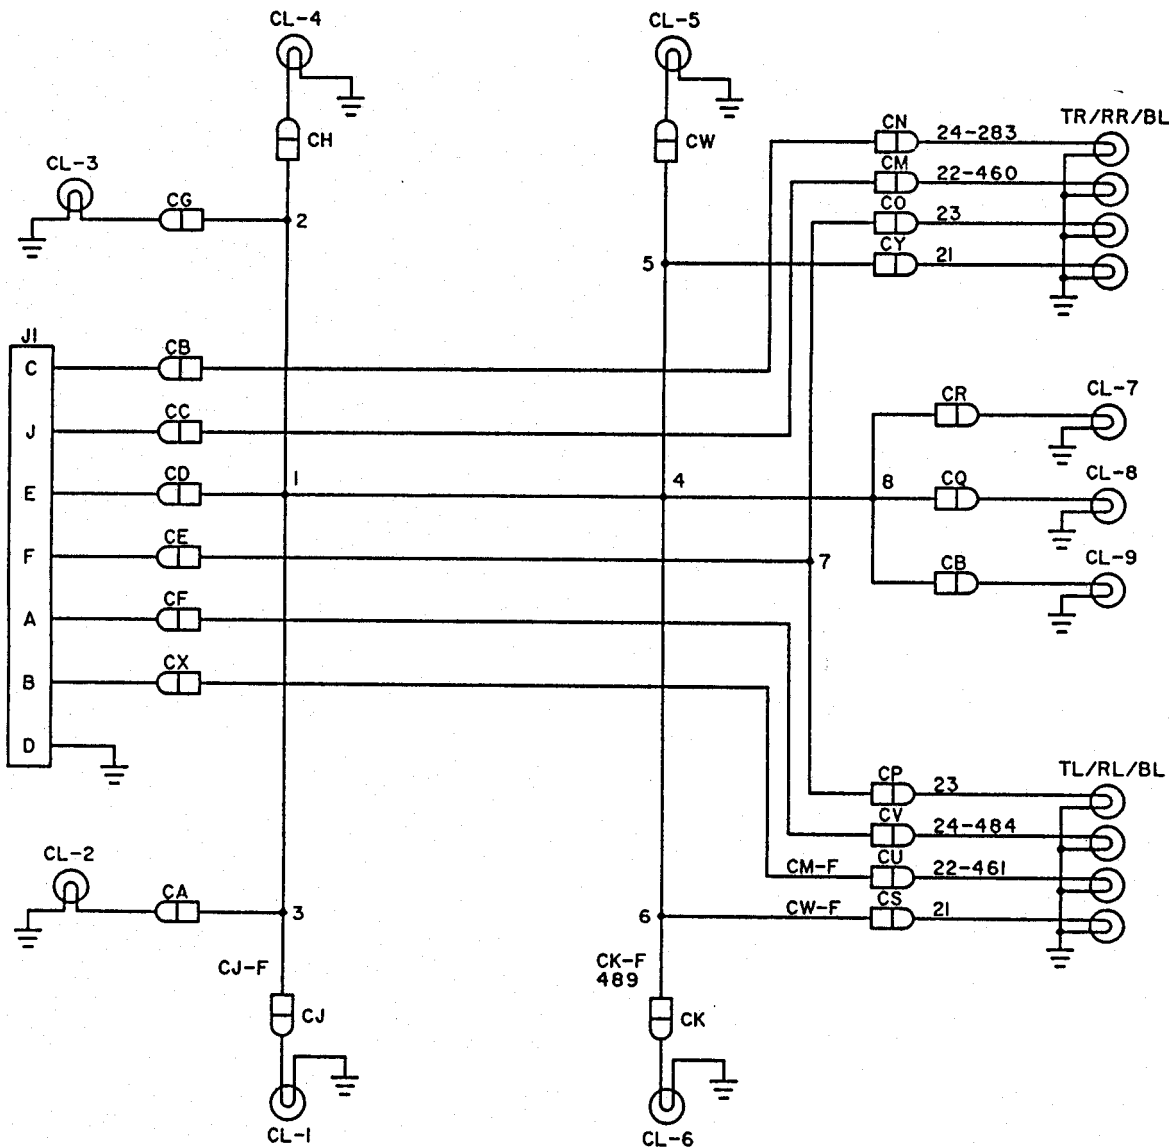 CL-4
CL-5
CH
CW
CN
24-283
TR/RR/BL
CM
22-460
CO
23
CY
21
CL-3
CG
2
5
J1
C
CB
J
CC
E
CD
1
4
8
F
CE
7
A
CF
B
CX
D
CR
CL-7
CQ
CL-8
CB
CL-9
CP
23
TL/RL/BL
CV
24-484
CM-F
CU
22-461
CW-F
CS
21
CL-2
CA
3
6
CJ-F
CK-F
489
CJ
CK
CL-1
CL-6